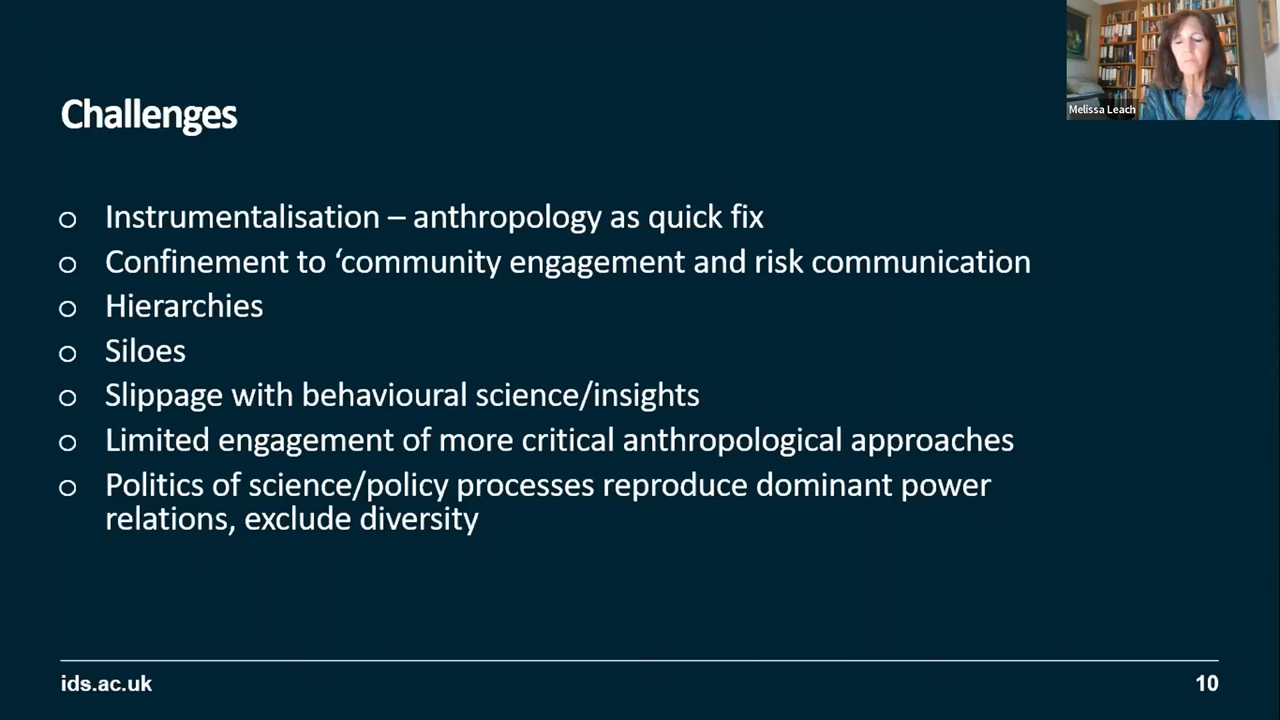 Melissa Leach
Challenges
o Instrumentalisation – anthropology as quick fix
o Confinement to ‘community engagement and risk communication
o Hierarchies
o Siloes
o Slippage with behavioural science/insights
o Limited engagement of more critical anthropological approaches
o Politics of science/policy processes reproduce dominant power
relations, exclude diversity
ids.ac.uk
10